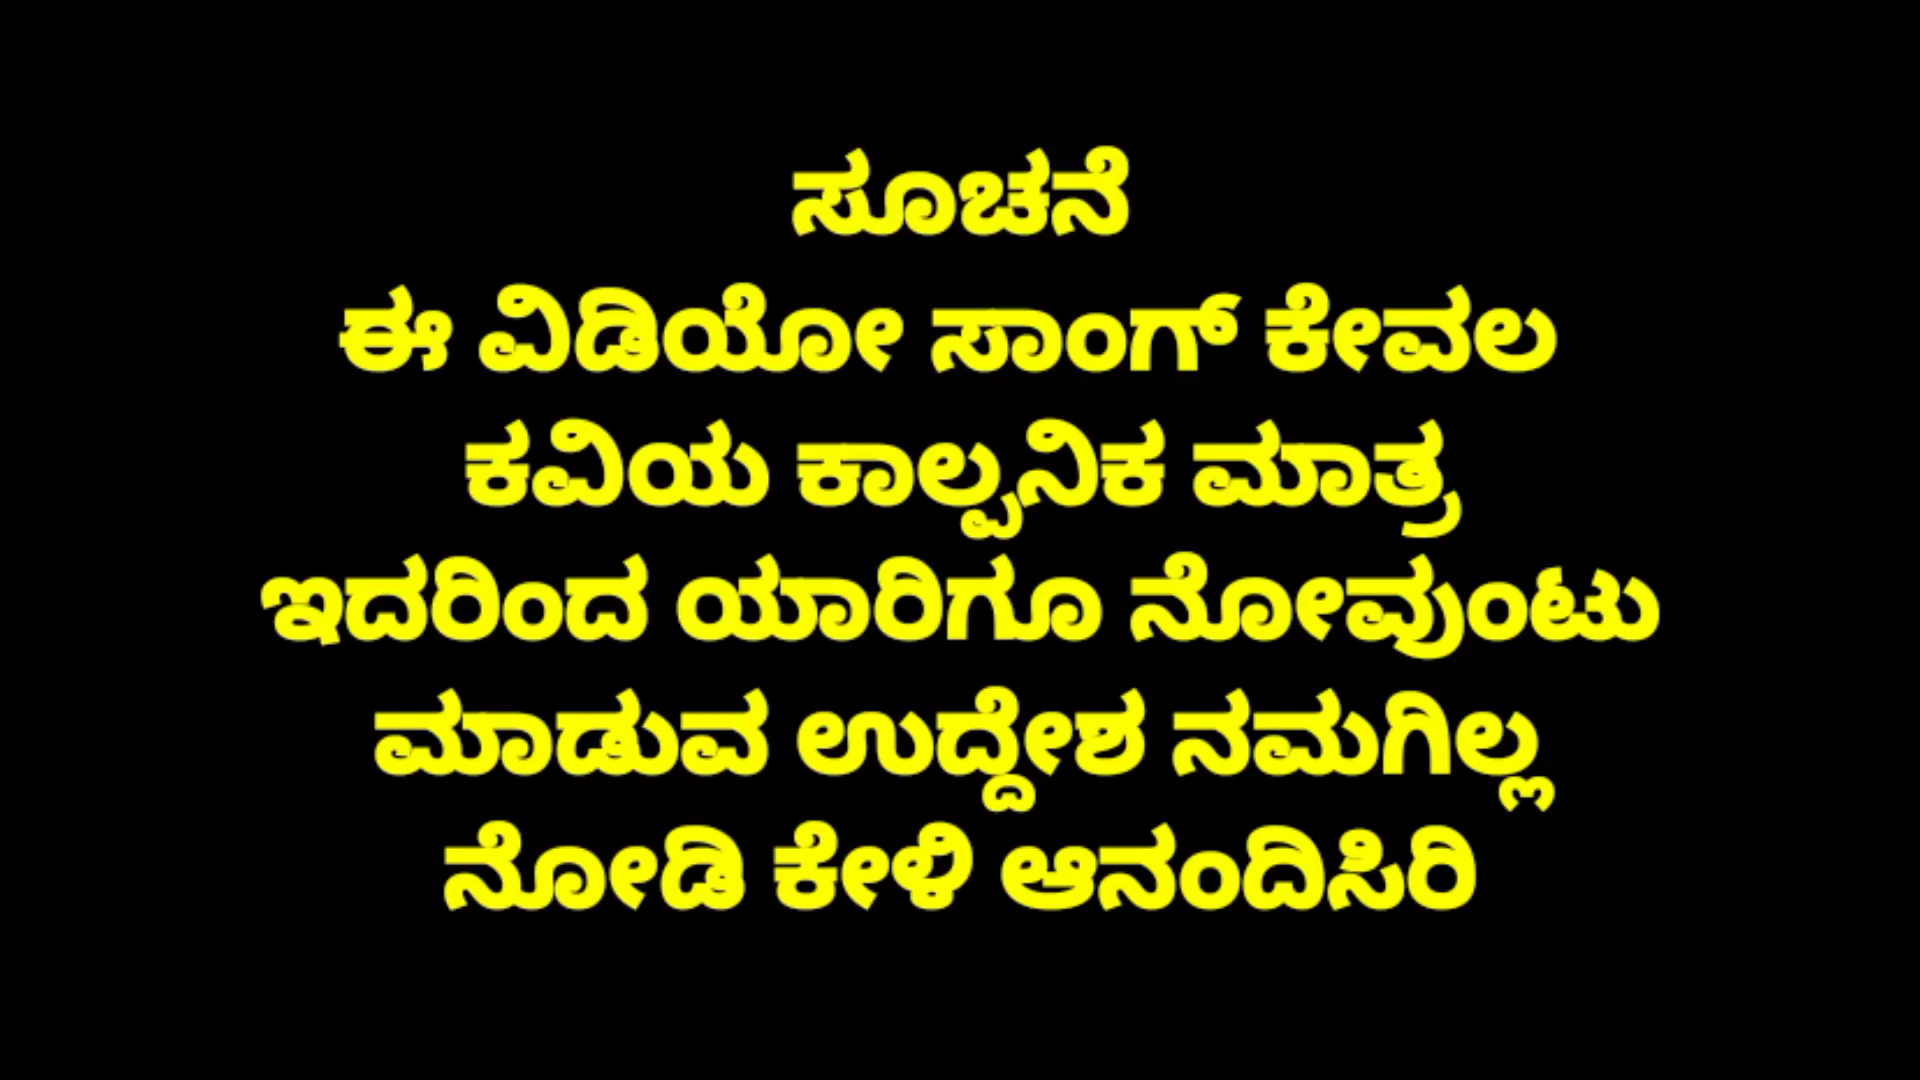 ಸೂಚನೆ
ಈ ವಿಡಿಯೋ ಸಾಂಗ್ ಕೇವಲ
ಕವಿಯ ಕಾಲ್ಪನಿಕ ಮಾತ್ರ
ಇದರಿಂದ ಯಾರಿಗೂ ನೋವುಂಟು
ಮಾಡುವ ಉದ್ದೇಶ ನಮಗಿಲ್ಲ
ನೋಡಿ ಕೇಳಿ ಆನಂದಿಸಿರಿ